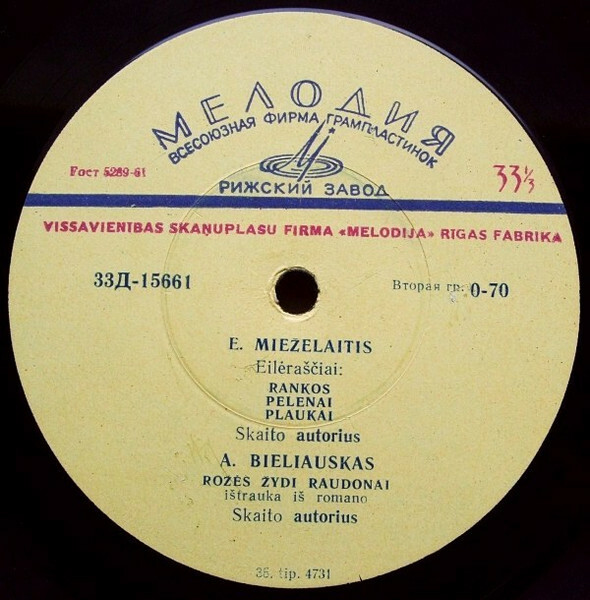 МЕЛОДИЯ
ВСЕСОЮЗНАЯ ФИРМА ГРАМПЛАСТИНОК
Гост 5289-61
33⅓
РИЖСКИЙ ЗАВОД
VISSAVIENĪBAS SKAŅUPLAŠU FIRMA «MELODIJA» RĪGAS FABRIKA
33Д-15661
Вторая гр. 0-70
E. MIEŽELAITIS
Eilėraščiai:
RANKOS
PELENAI
PLAUKAI
Skaito autorius
A. BIELIAUSKAS
ROŽĖS ŽYDI RAUDONAI
ištrauka iš romano
Skaito autorius
35. tip. 4731